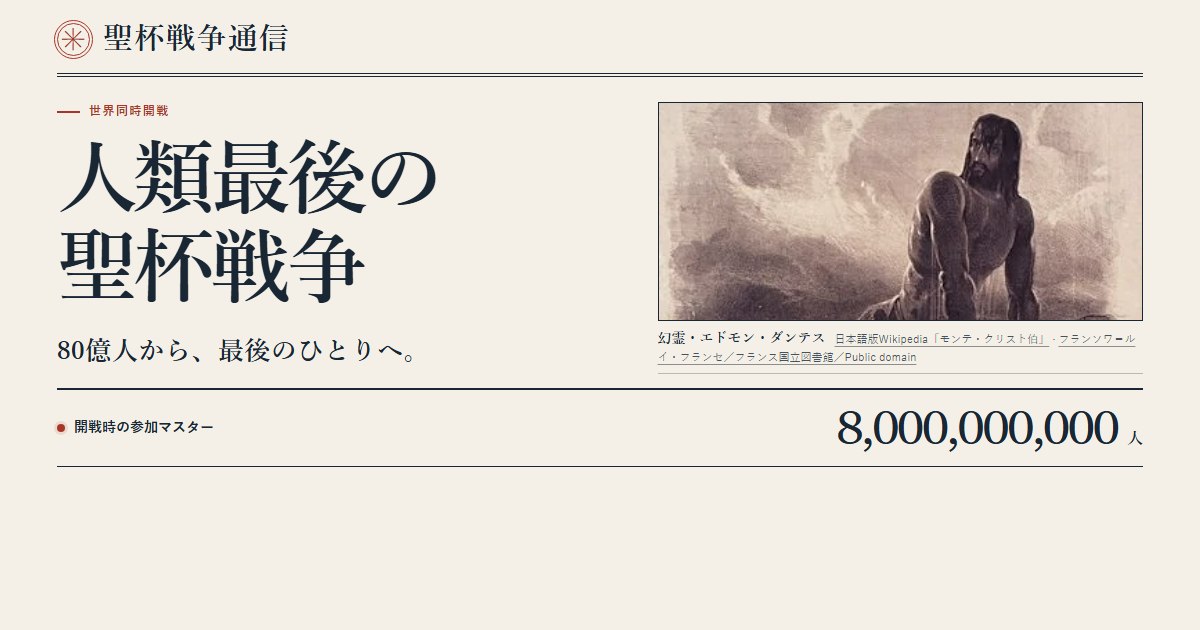 聖杯戦争通信
世界同時開戦
人類最後の
聖杯戦争
80億人から、最後のひとりへ。
幻霊・エドモン・ダンテス 日本語版Wikipedia「モンテ・クリスト伯」 · フランソワ＝ル
イ・フランセ／フランス国立図書館／Public domain
開戦時の参加マスター
8,000,000,000 人